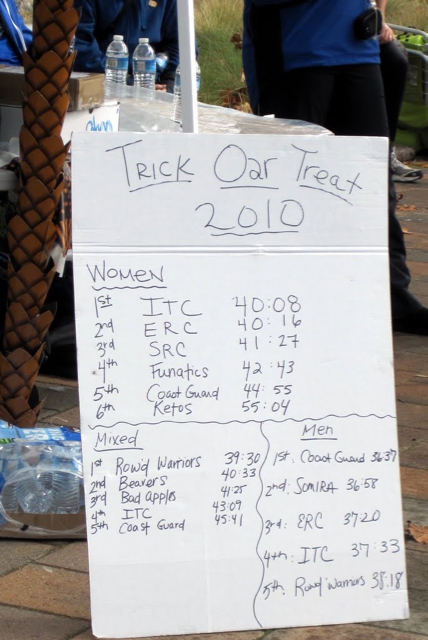 Trick Oar Treat
2010
Women
1st ITC 40:08
2nd ERC 40:16
3rd SRC 41:27
4th Funatics 42:43
5th Coast Guard 44:55
6th Ketos 55:04
Mixed
1st Row'd Warriors 39:30
2nd Beavers 40:33
3rd Bad Apples 41:25
4th ITC 43:09
5th Coast Guard 45:41
Men
1st: Coast Guard 36:37
2nd: SOMIRA 36:58
3rd: ERC 37:20
4th: ITC 37:33
5th: Row'd Warriors 38:18